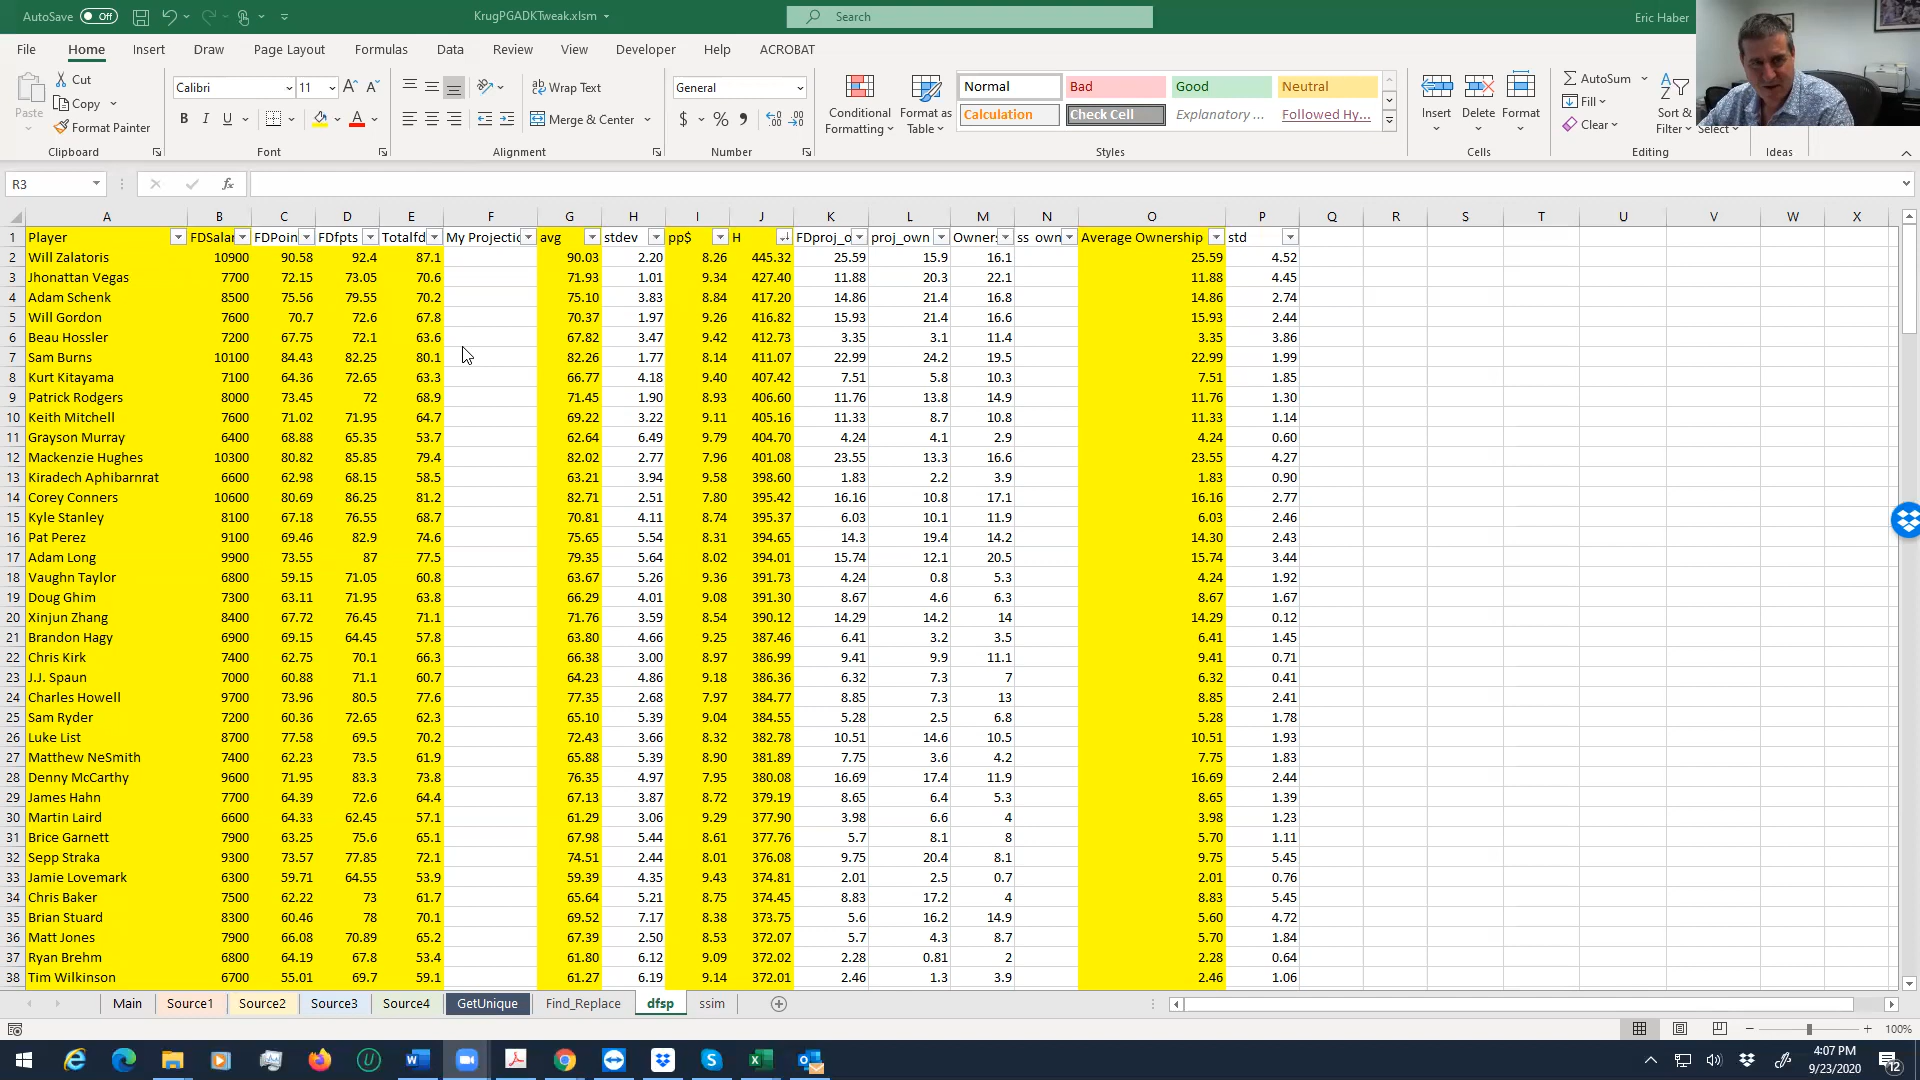 AutoSave Off KrugPGADKTweak.xlsm Search Eric Haber
File Home Insert Draw Page Layout Formulas Data Review View Developer Help ACROBAT
Paste Cut Copy Format Painter Clipboard
Calibri 11 A A B I U A Font
Wrap Text Merge & Center Alignment
General $ % Number
Conditional Formatting Format as Table
Normal Bad Good Neutral
Calculation Check Cell Explanatory ... Followed Hy...
Styles
Insert Delete Format Cells
AutoSum Fill Clear Sort & Filter Select Editing
Ideas
R3 fx
A B C D E F G H I J K L M N O P Q R S T U V W X
1 Player FDSalar FDPoin FDfpts Totalfd My Projectio avg stdev pp$ H FDproj_o proj_own Owners ss_own Average Ownership std
2 Will Zalatoris 10900 90.58 92.4 87.1 90.03 2.20 8.26 445.32 25.59 15.9 16.1 25.59 4.52
3 Jhonattan Vegas 7700 72.15 73.05 70.6 71.93 1.01 9.34 427.40 11.88 20.3 22.1 11.88 4.45
4 Adam Schenk 8500 75.56 79.55 70.2 75.10 3.83 8.84 417.20 14.86 21.4 16.8 14.86 2.74
5 Will Gordon 7600 70.7 72.6 67.8 70.37 1.97 9.26 416.82 15.93 21.4 16.6 15.93 2.44
6 Beau Hossler 7200 67.75 72.1 63.6 67.82 3.47 9.42 412.73 3.35 3.1 11.4 3.35 3.86
7 Sam Burns 10100 84.43 82.25 80.1 82.26 1.77 8.14 411.07 22.99 24.2 19.5 22.99 1.99
8 Kurt Kitayama 7100 64.36 72.65 63.3 66.77 4.18 9.40 407.42 7.51 5.8 10.3 7.51 1.85
9 Patrick Rodgers 8000 73.45 72 68.9 71.45 1.90 8.93 406.60 11.76 13.8 14.9 11.76 1.30
10 Keith Mitchell 7600 71.02 71.95 64.7 69.22 3.22 9.11 405.16 11.33 8.7 10.8 11.33 1.14
11 Grayson Murray 6400 68.88 65.35 53.7 62.64 6.49 9.79 404.70 4.24 4.1 2.9 4.24 0.60
12 Mackenzie Hughes 10300 80.82 85.85 79.4 82.02 2.77 7.96 401.08 23.55 13.3 16.6 23.55 4.27
13 Kiradech Aphibarnrat 6600 62.98 68.15 58.5 63.21 3.94 9.58 398.60 1.83 2.2 3.9 1.83 0.90
14 Corey Conners 10600 80.69 86.25 81.2 82.71 2.51 7.80 395.42 16.16 10.8 17.1 16.16 2.77
15 Kyle Stanley 8100 67.18 76.55 68.7 70.81 4.11 8.74 395.37 6.03 10.1 11.9 6.03 2.46
16 Pat Perez 9100 69.46 82.9 74.6 75.65 5.54 8.31 394.65 14.3 19.4 14.2 14.30 2.43
17 Adam Long 9900 73.55 87 77.5 79.35 5.64 8.02 394.01 15.74 12.1 20.5 15.74 3.44
18 Vaughn Taylor 6800 59.15 71.05 60.8 63.67 5.26 9.36 391.73 4.24 0.8 5.3 4.24 1.92
19 Doug Ghim 7300 63.11 71.95 63.8 66.29 4.01 9.08 391.30 8.67 4.6 6.3 8.67 1.67
20 Xinjun Zhang 8400 67.72 76.45 71.1 71.76 3.59 8.54 390.12 14.29 14.2 14 14.29 0.12
21 Brandon Hagy 6900 69.15 64.45 57.8 63.80 4.66 9.25 387.46 6.41 3.2 3.5 6.41 1.45
22 Chris Kirk 7400 62.75 70.1 66.3 66.38 3.00 8.97 386.99 9.41 9.9 11.1 9.41 0.71
23 J.J. Spaun 7000 60.88 71.1 60.7 64.23 4.86 9.18 386.36 6.32 7.3 7 6.32 0.41
24 Charles Howell 9700 73.96 80.5 77.6 77.35 2.68 7.97 384.77 8.85 7.3 13 8.85 2.41
25 Sam Ryder 7200 60.36 72.65 62.3 65.10 5.39 9.04 384.55 5.28 2.5 6.8 5.28 1.78
26 Luke List 8700 77.58 69.5 70.2 72.43 3.66 8.32 382.78 10.51 14.6 10.5 10.51 1.93
27 Matthew NeSmith 7400 62.23 73.5 61.9 65.88 5.39 8.90 381.89 7.75 3.6 4.2 7.75 1.83
28 Denny McCarthy 9600 71.95 83.3 73.8 76.35 4.97 7.95 380.08 16.69 17.4 11.9 16.69 2.44
29 James Hahn 7700 64.39 72.6 64.4 67.13 3.87 8.72 379.19 8.65 6.4 5.3 8.65 1.39
30 Martin Laird 6600 64.33 62.45 57.1 61.29 3.06 9.29 377.90 3.98 6.6 4 3.98 1.23
31 Brice Garnett 7900 63.25 75.6 65.1 67.98 5.44 8.61 377.76 5.7 8.1 8 5.70 1.11
32 Sepp Straka 9300 73.57 77.85 72.1 74.51 2.44 8.01 376.08 9.75 20.4 8.1 9.75 5.45
33 Jamie Lovemark 6300 59.71 64.55 53.9 59.39 4.35 9.43 374.81 2.01 2.5 0.7 2.01 0.76
34 Chris Baker 7500 62.22 73 61.7 65.64 5.21 8.75 374.45 8.83 17.2 4 8.83 5.45
35 Brian Stuard 8300 60.46 78 70.1 69.52 7.17 8.38 373.75 5.6 16.2 14.9 5.60 4.72
36 Matt Jones 7900 66.08 70.89 65.2 67.39 2.50 8.53 372.07 5.7 4.3 8.7 5.70 1.84
37 Ryan Brehm 6800 64.19 67.8 53.4 61.80 6.12 9.09 372.02 2.28 0.81 2 2.28 0.64
38 Tim Wilkinson 6700 55.01 69.7 59.1 61.27 6.19 9.14 372.01 2.46 1.3 3.9 2.46 1.06
Main Source1 Source2 Source3 Source4 GetUnique Find_Replace dfsp ssim
100%
4:07 PM
9/23/2020
12